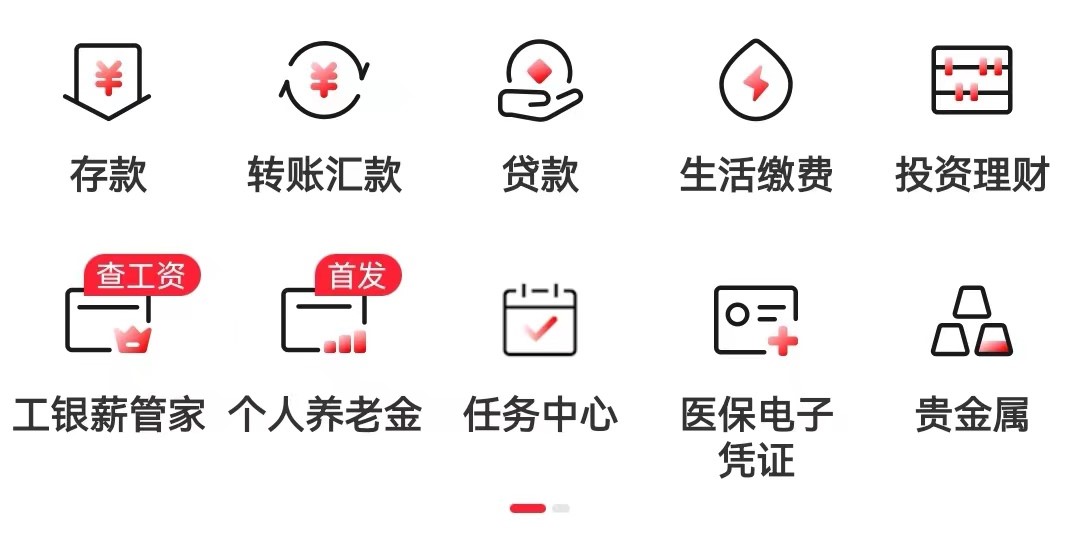 存款
转账汇款
贷款
生活缴费
投资理财
查工资
首发
工银薪管家
个人养老金
任务中心
医保电子
凭证
贵金属